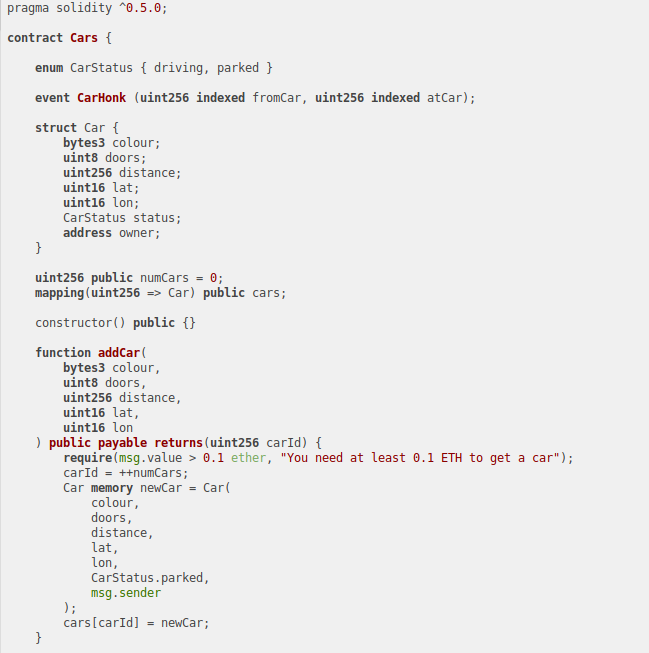 pragma solidity ^0.5.0;
contract Cars {
enum CarStatus { driving, parked }
event CarHonk (uint256 indexed fromCar, uint256 indexed atCar);
struct Car {
bytes3 colour;
uint8 doors;
uint256 distance;
uint16 lat;
uint16 lon;
CarStatus status;
address owner;
}
uint256 public numCars = 0;
mapping(uint256 => Car) public cars;
constructor() public {}
function addCar(
bytes3 colour,
uint8 doors,
uint256 distance,
uint16 lat,
uint16 lon
) public payable returns(uint256 carId) {
require(msg.value > 0.1 ether, "You need at least 0.1 ETH to get a car");
carId = ++numCars;
Car memory newCar = Car(
colour,
doors,
distance,
lat,
lon,
CarStatus.parked,
msg.sender
);
cars[carId] = newCar;
}